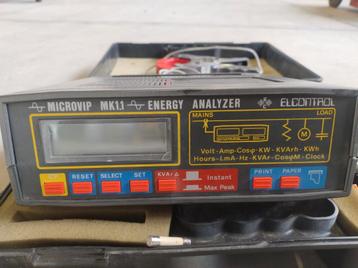 MICROVIP MK1.1 ENERGY ANALYZER ELCONTROL
MAINS LOAD
M
Volt-Amp-Cosφ-KW-KVArh-KWh
Hours-LmA-Hz-KVAr-CosφM-Clock
RESET SELECT SET KVAr Instant Max Peak PRINT PAPER